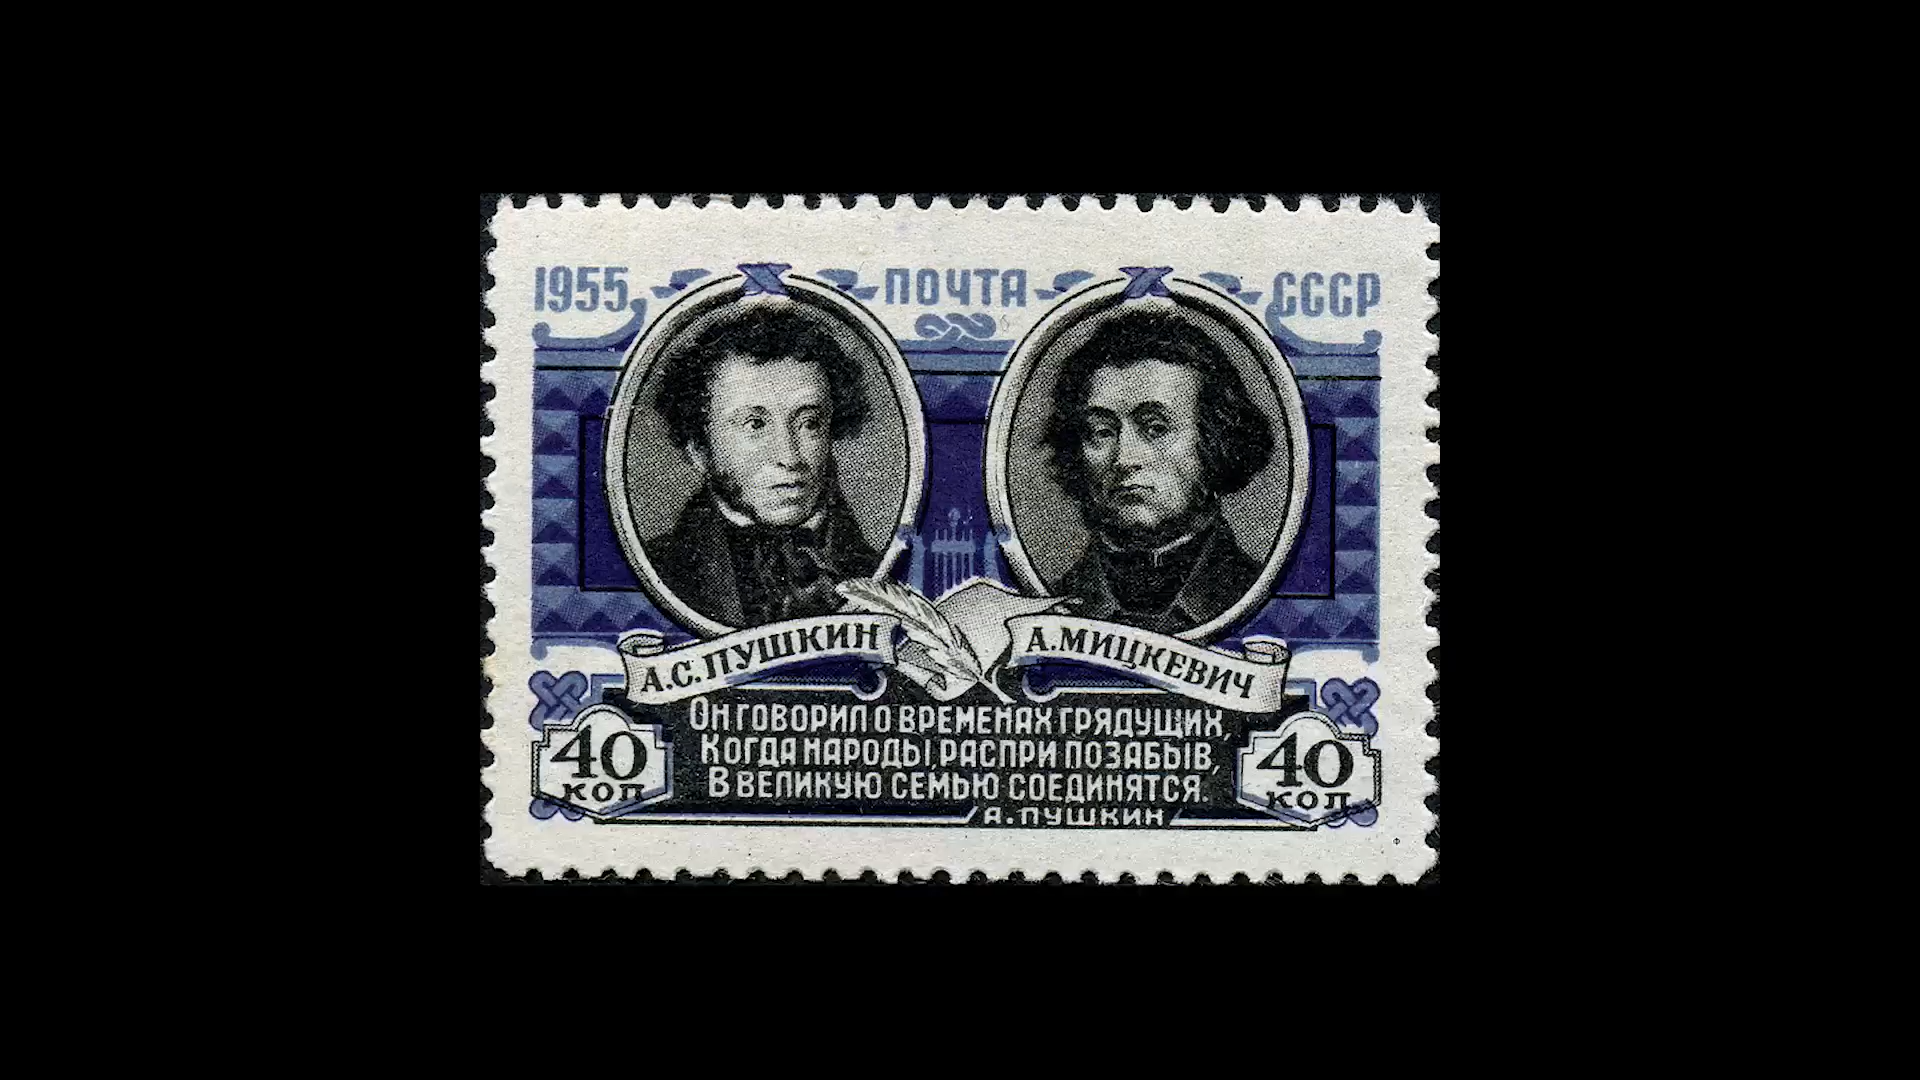 1955 ПОЧТА СССР
А.С.ПУШКИН
А.МИЦКЕВИЧ
ОН ГОВОРИЛ О ВРЕМЕНАХ ГРЯДУЩИХ,
КОГДА НАРОДЫ, РАСПРИ ПОЗАБЫВ,
В ВЕЛИКУЮ СЕМЬЮ СОЕДИНЯТСЯ.
А.ПУШКИН
40
КОП
40
КОП